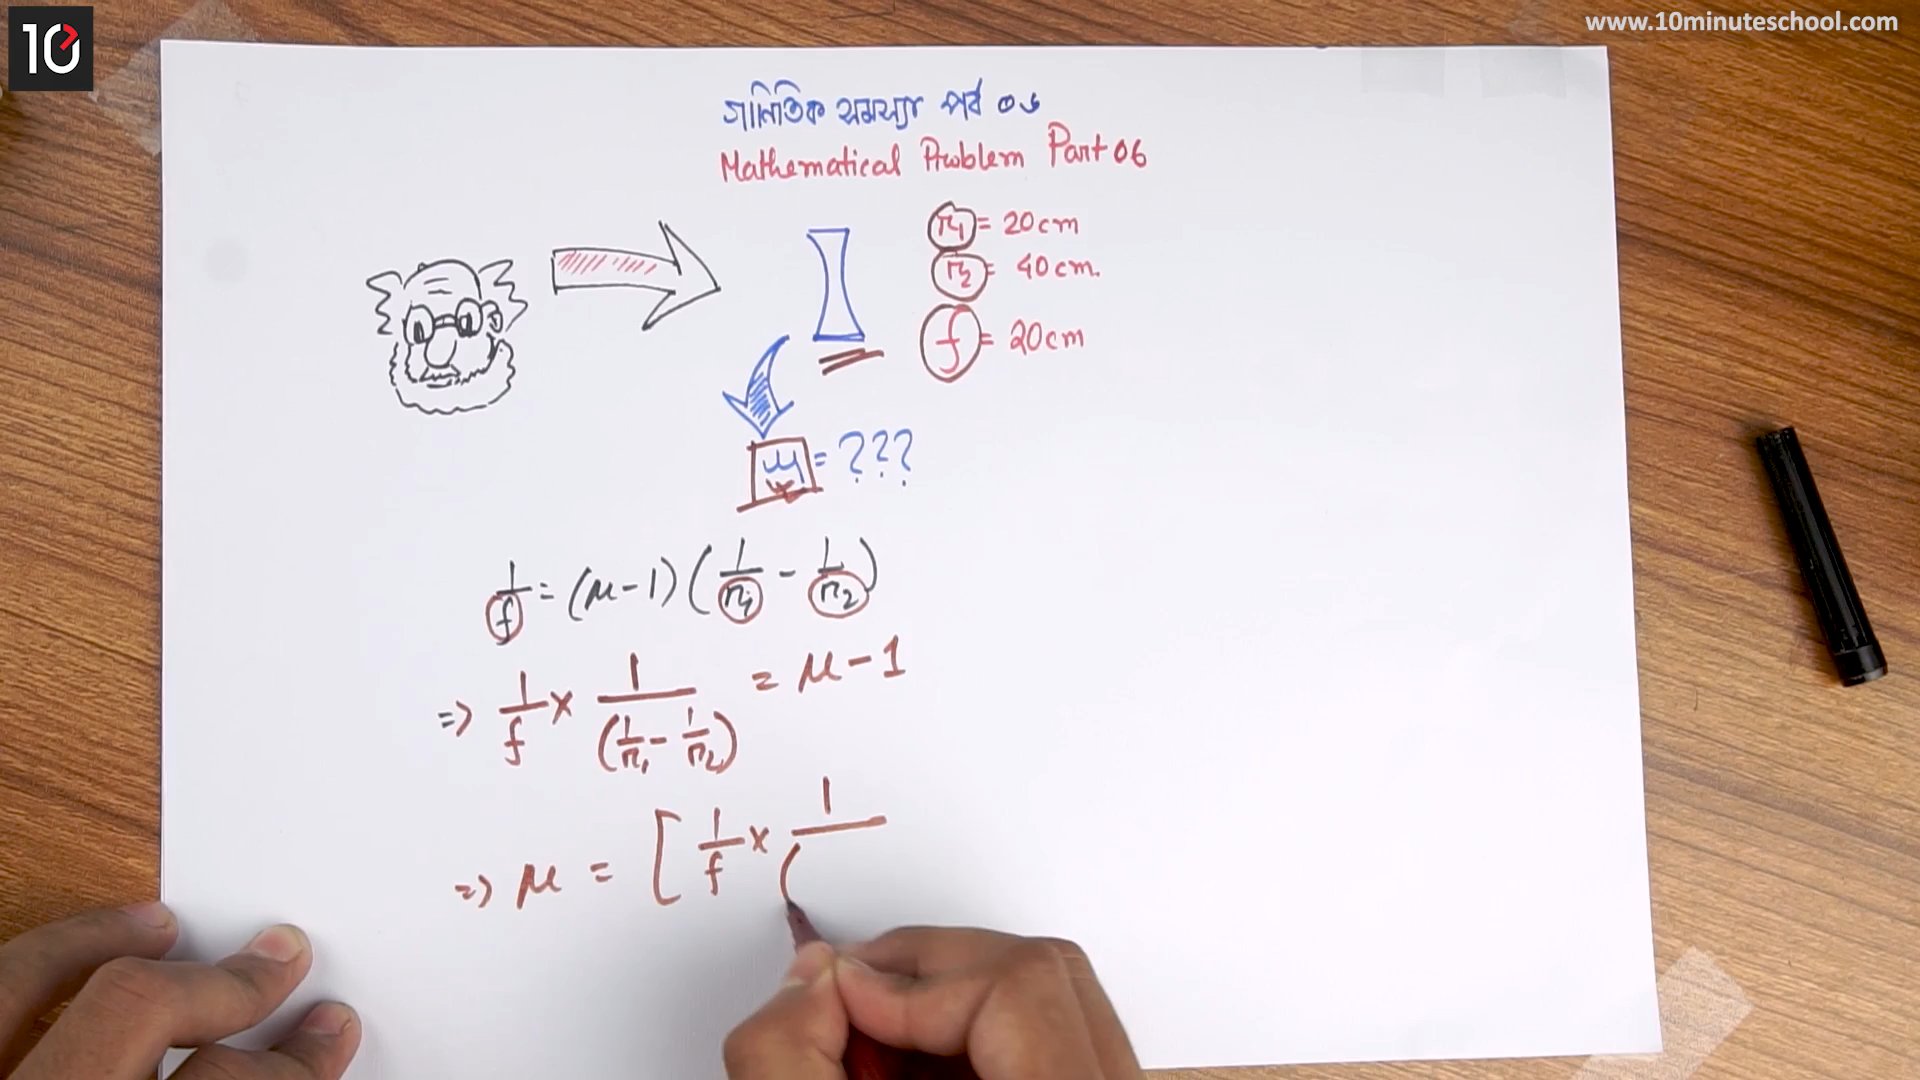 10
www.10minuteschool.com
গাণিতিক সমস্যা পর্ব ০৬
Mathematical Problem Part 06
r₁ = 20cm
r₂ = 40cm.
f = 20cm
μ = ???
1/f = (μ-1) (1/r₁ - 1/r₂)
=> 1/f × 1/(1/r₁ - 1/r₂) = μ-1
=> μ = [ 1/f × 1/(